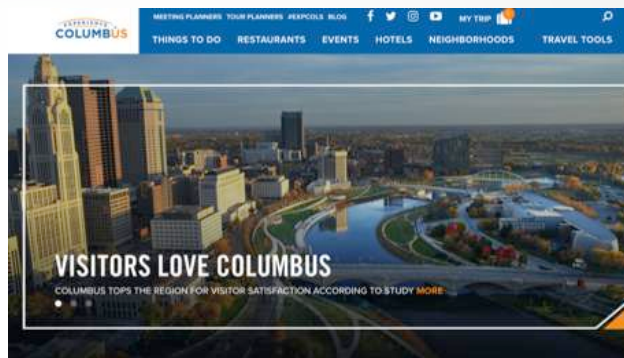 MEETING PLANNERS TOUR PLANNERS #EXPCOLS BLOG MY TRIP
EXPERIENCE
COLUMBUS
THINGS TO DO RESTAURANTS EVENTS HOTELS NEIGHBORHOODS TRAVEL TOOLS
VISITORS LOVE COLUMBUS
COLUMBUS TOPS THE REGION FOR VISITOR SATISFACTION ACCORDING TO STUDY MORE